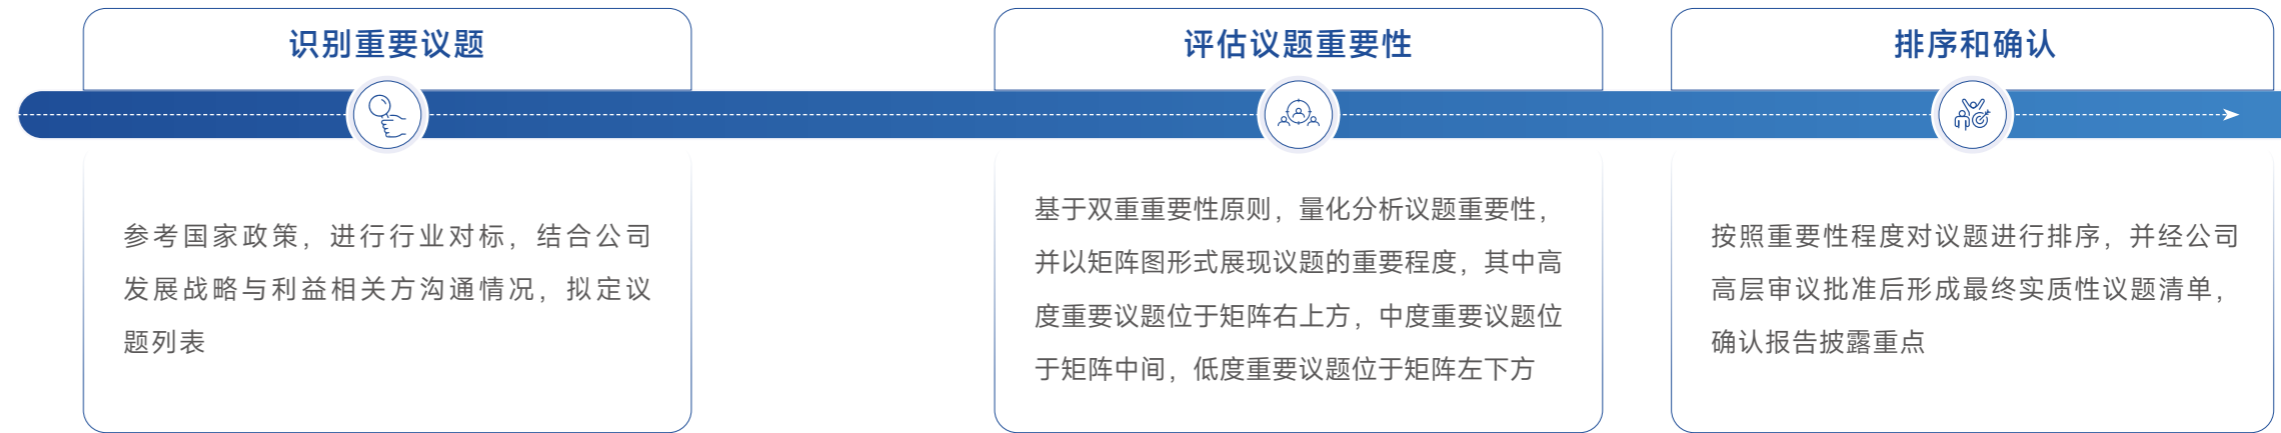 识别重要议题
参考国家政策，进行行业对标，结合公司
发展战略与利益相关方沟通情况，拟定议
题列表
评估议题重要性
基于双重重要性原则，量化分析议题重要性，
并以矩阵图形式展现议题的重要程度，其中高
度重要议题位于矩阵右上方，中度重要议题位
于矩阵中间，低度重要议题位于矩阵左下方
排序和确认
按照重要性程度对议题进行排序，并经公司
高层审议批准后形成最终实质性议题清单，
确认报告披露重点